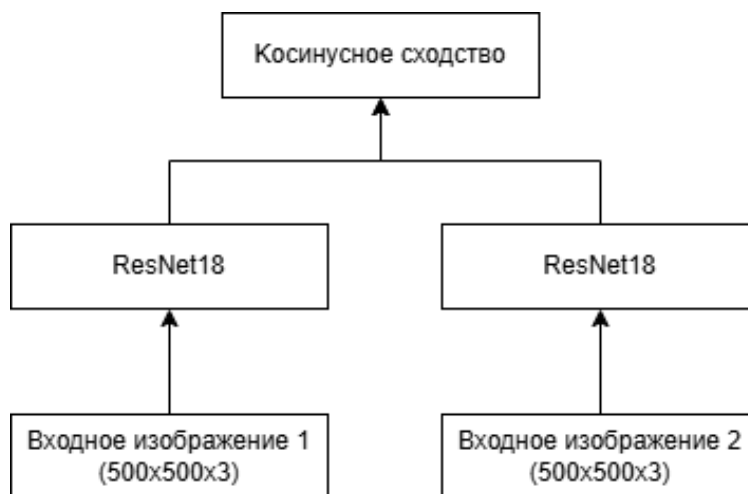 Косинусное сходство
ResNet18
ResNet18
Входное изображение 1
(500x500x3)
Входное изображение 2
(500x500x3)